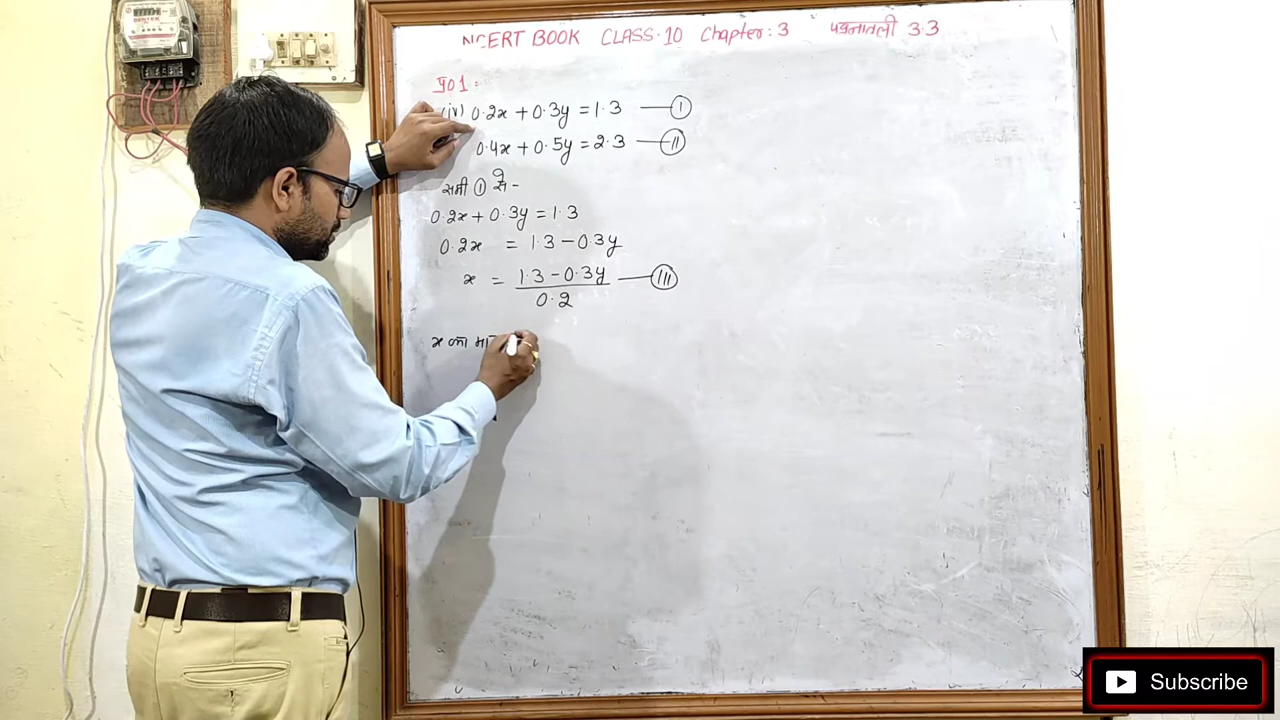 NCERT BOOK CLASS·10 Chapter:3 प्रश्नावली 3.3
प्र01:
(iv) 0.2x + 0.3y = 1.3 —(I)
0.4x + 0.5y = 2.3 —(II)
समी (I) से -
0.2x + 0.3y = 1.3
0.2x = 1.3 - 0.3y
x = \frac{1.3 - 0.3y}{0.2} —(III)
x का
Subscribe